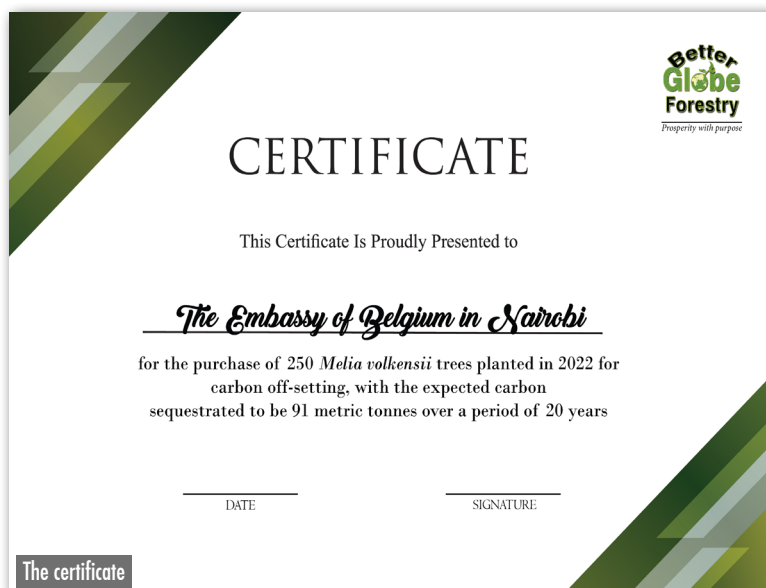 Better
Globe
Forestry
Prosperity with purpose
CERTIFICATE
This Certificate Is Proudly Presented to
The Embassy of Belgium in Nairobi
for the purchase of 250 Melia volkensii trees planted in 2022 for
carbon off-setting, with the expected carbon
sequestrated to be 91 metric tonnes over a period of 20 years
DATE
SIGNATURE
The certificate